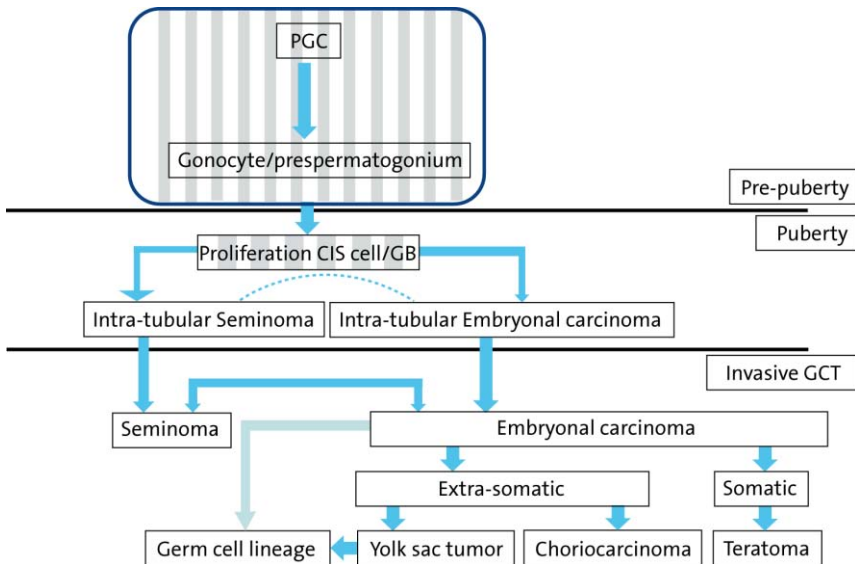 PGC
Gonocyte/prespermatogonium
Pre-puberty
Puberty
Proliferation CIS cell/GB
Intra-tubular Seminoma
Intra-tubular Embryonal carcinoma
Invasive GCT
Seminoma
Embryonal carcinoma
Extra-somatic
Somatic
Germ cell lineage
Yolk sac tumor
Choriocarcinoma
Teratoma